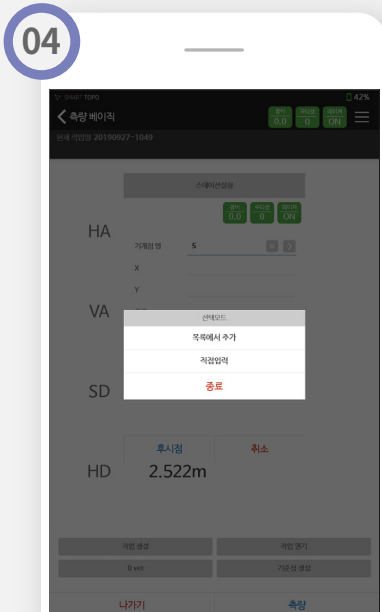 04
SMART TOPO
42%
측량 베이직
0.0
0
ON
현재 작업명 20190927-1049
스테이션설정
0.0
0
ON
HA
기계점 명
5
X
Y
VA
선택모드
목록에서 추가
직접입력
종료
SD
후시점
취소
HD
2.522m
작업 생성
작업 열기
B set
기준점 생성
나가기
측량